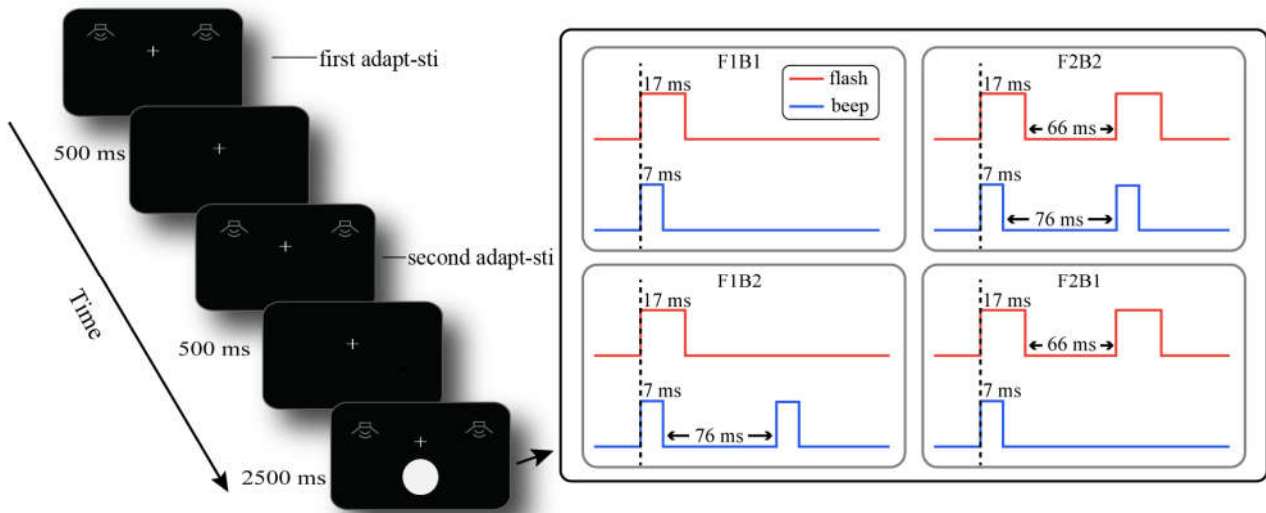 first adapt-sti
500 ms
second adapt-sti
500 ms
2500 ms
Time
F1B1
flash
beep
17 ms
7 ms
F2B2
17 ms
66 ms
7 ms
76 ms
F1B2
17 ms
7 ms
76 ms
F2B1
17 ms
66 ms
7 ms